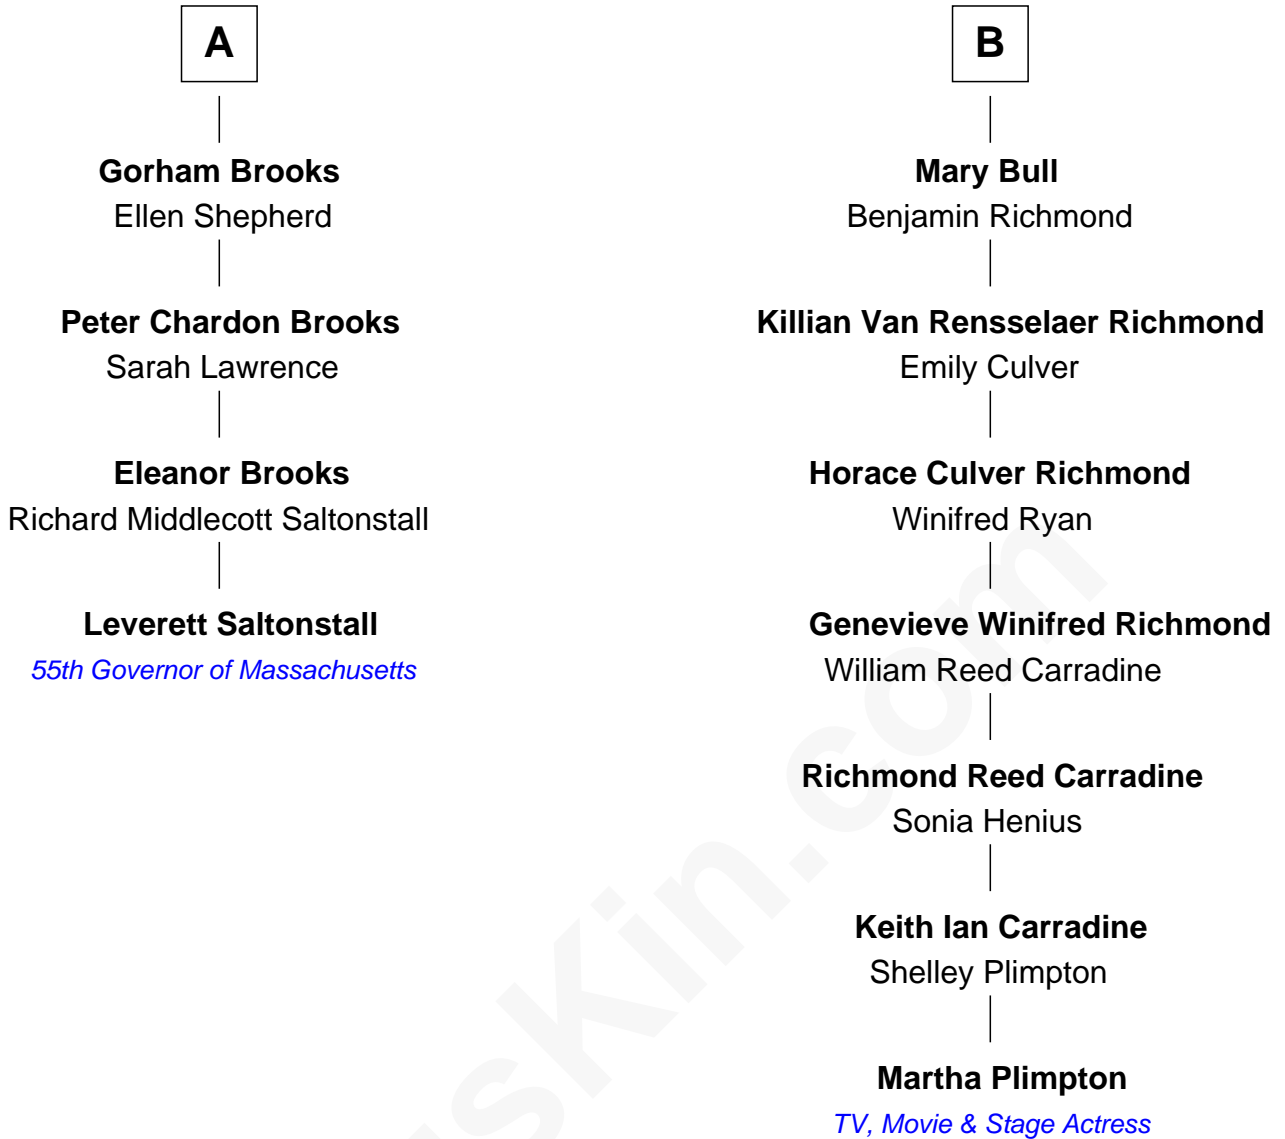 A
Gorham Brooks
Ellen Shepherd
Peter Chardon Brooks
Sarah Lawrence
Eleanor Brooks
Richard Middlecott Saltonstall
Leverett Saltonstall
55th Governor of Massachusetts
B
Mary Bull
Benjamin Richmond
Killian Van Rensselaer Richmond
Emily Culver
Horace Culver Richmond
Winifred Ryan
Genevieve Winifred Richmond
William Reed Carradine
Richmond Reed Carradine
Sonia Henius
Keith Ian Carradine
Shelley Plimpton
Martha Plimpton
TV, Movie & Stage Actress
usKin.com